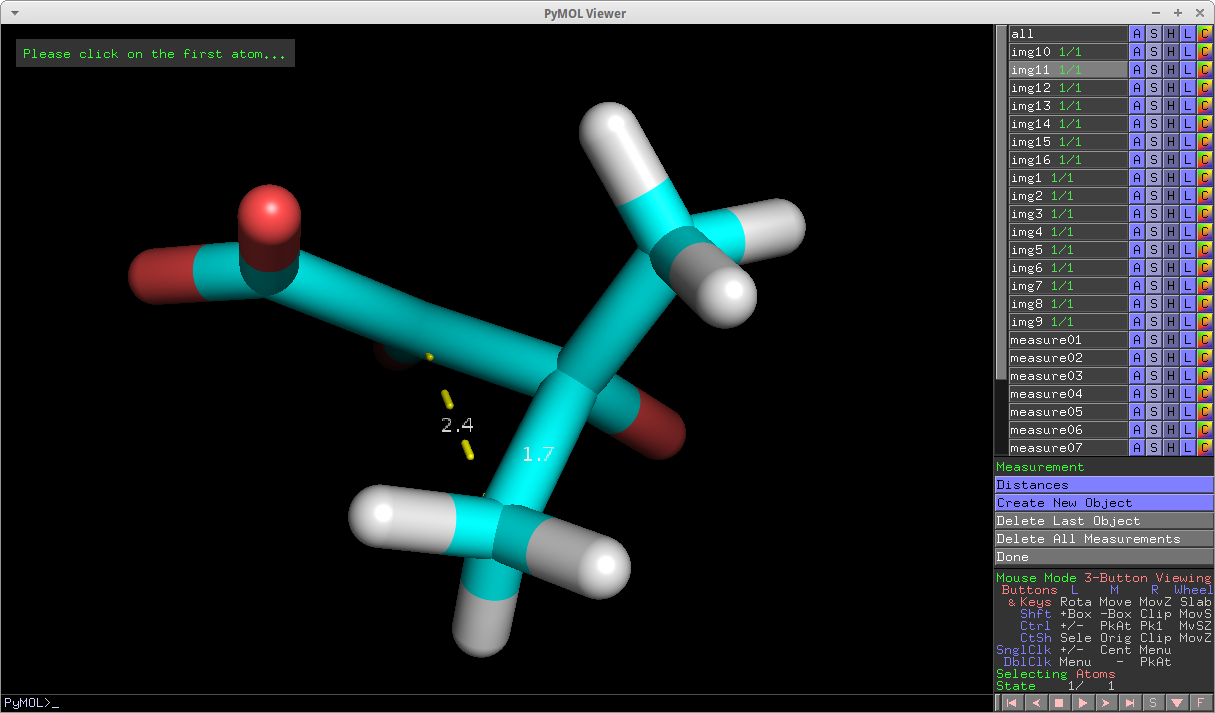 PyMOL Viewer
Please click on the first atom...
2.4
1.7
all A S H L C
img10 1/1 A S H L C
img11 1/1 A S H L C
img12 1/1 A S H L C
img13 1/1 A S H L C
img14 1/1 A S H L C
img15 1/1 A S H L C
img16 1/1 A S H L C
img1 1/1 A S H L C
img2 1/1 A S H L C
img3 1/1 A S H L C
img4 1/1 A S H L C
img5 1/1 A S H L C
img6 1/1 A S H L C
img7 1/1 A S H L C
img8 1/1 A S H L C
img9 1/1 A S H L C
measure01 A S H L C
measure02 A S H L C
measure03 A S H L C
measure04 A S H L C
measure05 A S H L C
measure06 A S H L C
measure07 A S H L C
Measurement
Distances
Create New Object
Delete Last Object
Delete All Measurements
Done
Mouse Mode 3-Button Viewing
Buttons L M R Wheel
& Keys Rota Move MovZ Slab
Shft +Box -Box Clip MovS
Ctrl +/- PkAt Pk1 MvSZ
CtSh Sele Orig Clip MovZ
SnglClk +/- Cent Menu
DblClk Menu - PkAt
Selecting Atoms
State 1/ 1
S F
PyMOL>_